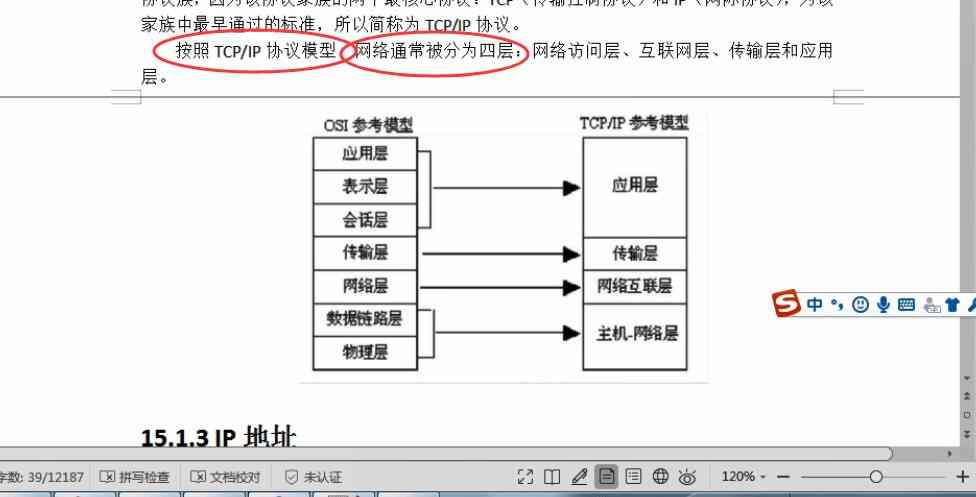 协议族，因为该协议家族的两个最核心协议：TCP（传输控制协议）和 IP（网际协议），为该
家族中最早通过的标准，所以简称为 TCP/IP 协议。
按照 TCP/IP 协议模型 网络通常被分为四层：网络访问层、互联网层、传输层和应用
层。
OSI 参考模型
TCP/IP 参考模型
应用层
表示层
会话层
传输层
网络层
数据链路层
物理层
应用层
传输层
网络互联层
主机-网络层
中
15.1.3 IP 地址
字数: 39/12187
拼写检查
文档校对
未认证
120%